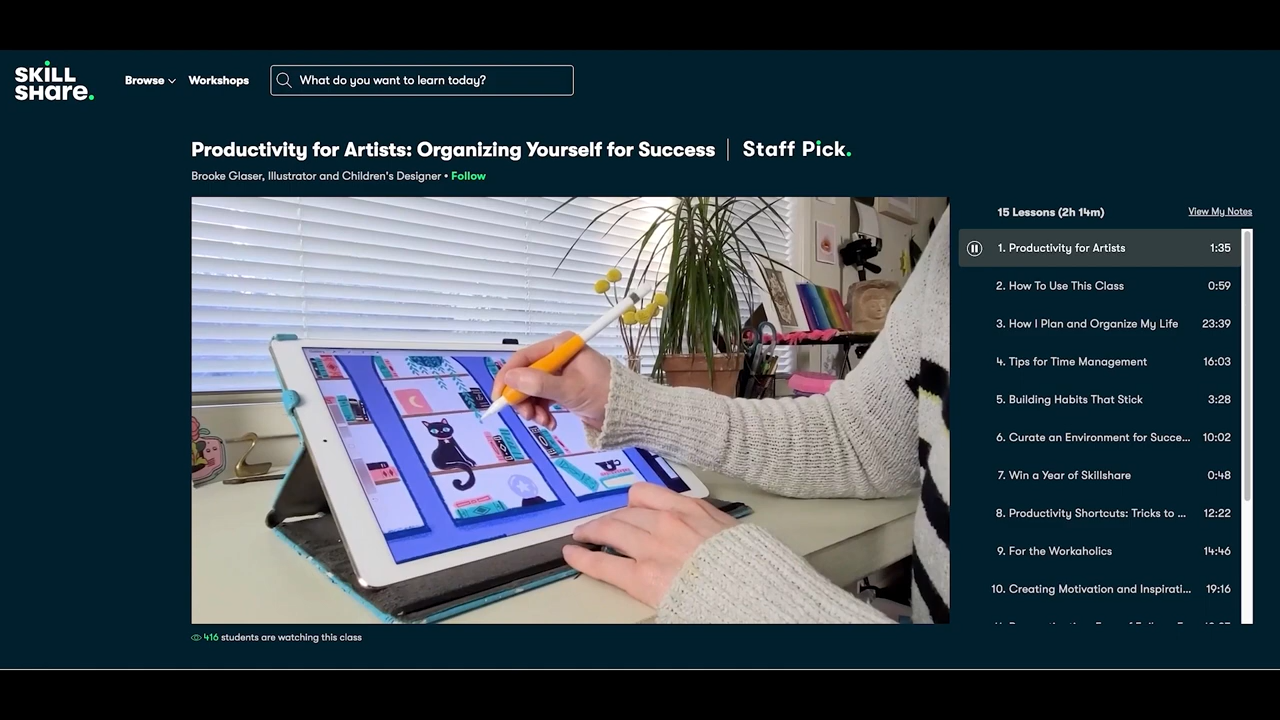 SKILL
SHare.
Browse
Workshops
What do you want to learn today?
Productivity for Artists: Organizing Yourself for Success
Staff Pick.
Brooke Glaser, Illustrator and Children's Designer • Follow
15 Lessons (2h 14m)
View My Notes
1. Productivity for Artists 1:35
2. How To Use This Class 0:59
3. How I Plan and Organize My Life 23:39
4. Tips for Time Management 16:03
5. Building Habits That Stick 3:28
6. Curate an Environment for Succe... 10:02
7. Win a Year of Skillshare 0:48
8. Productivity Shortcuts: Tricks to ... 12:22
9. For the Workaholics 14:46
10. Creating Motivation and Inspirati... 19:16
416 students are watching this class